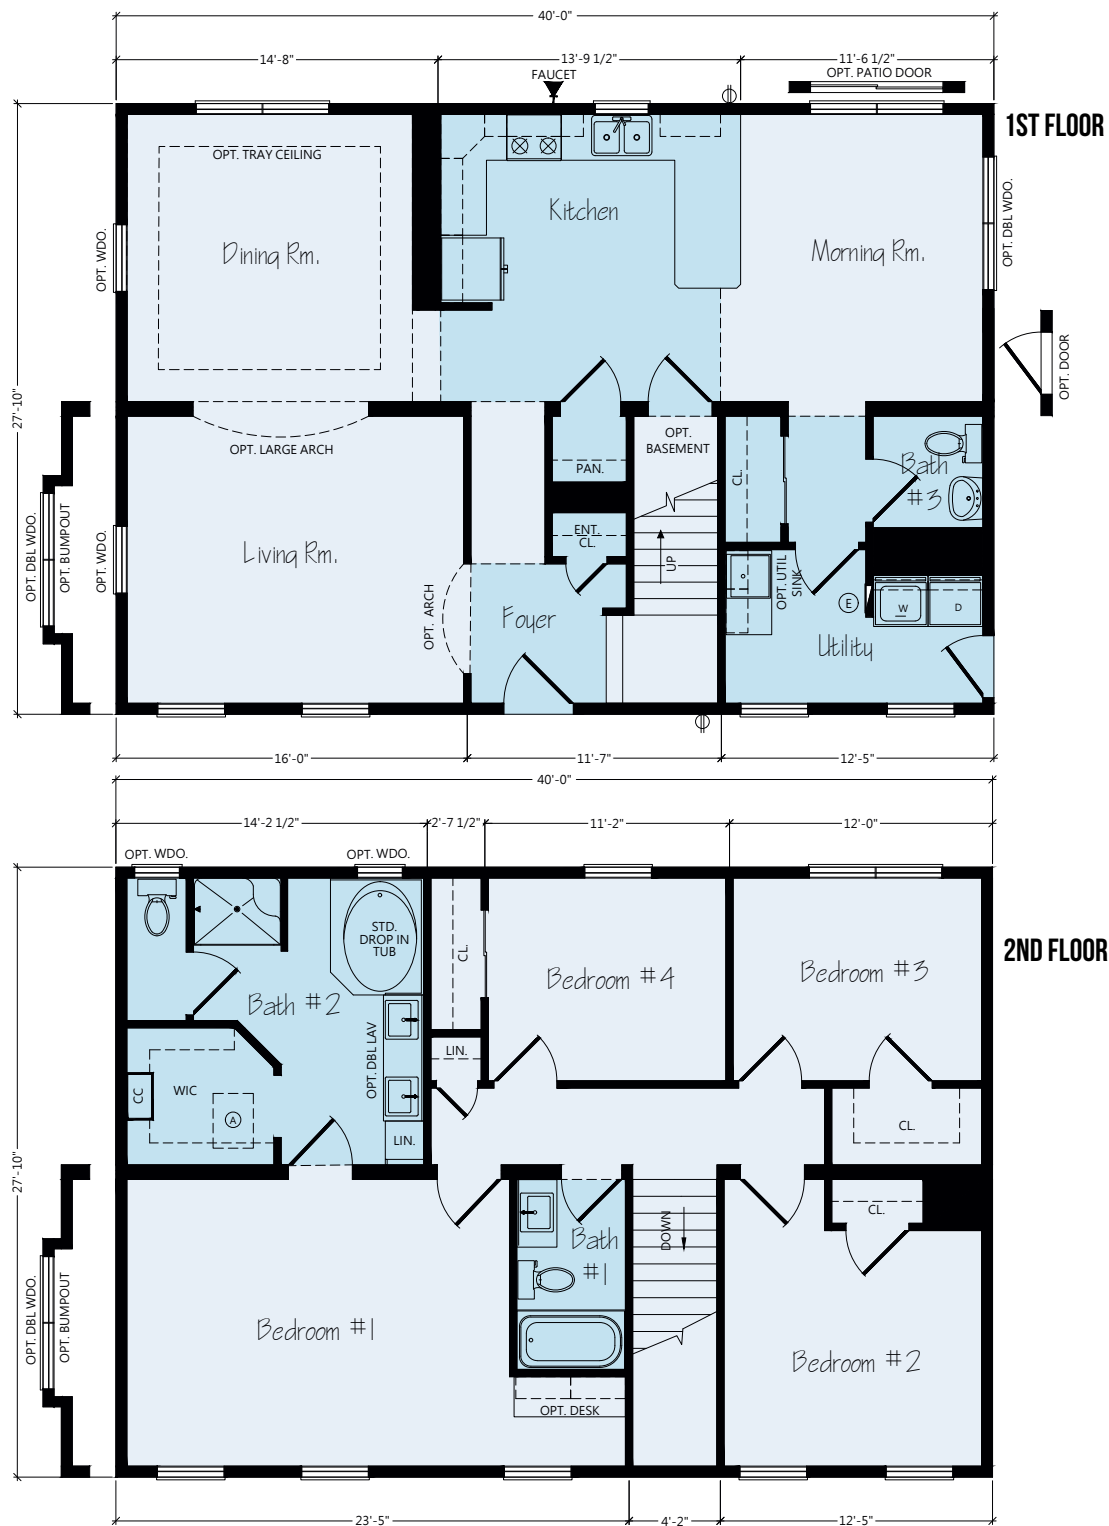 40'-0"
14'-8"
13'-9 1/2"
11'-6 1/2"
FAUCET
OPT. PATIO DOOR
1ST FLOOR
OPT. TRAY CEILING
Kitchen
Dining Rm.
Morning Rm.
OPT. WDO.
OPT. DBL WDO.
OPT. DOOR
27'-10"
OPT. LARGE ARCH
OPT.
BASEMENT
PAN.
CL.
Bath
#3
OPT. DBL WDO.
OPT. BUMPOUT
OPT. WDO.
Living Rm.
ENT.
CL.
UP
OPT. UTIL
SINK
E
W
D
OPT. ARCH
Foyer
Utility
16'-0"
11'-7"
12'-5"
40'-0"
14'-2 1/2"
2'-7 1/2"
11'-2"
12'-0"
OPT. WDO.
OPT. WDO.
2ND FLOOR
STD.
DROP IN
TUB
CL.
Bedroom #4
Bedroom #3
Bath #2
OPT. DBL LAV
LIN.
CC
WIC
A
LIN.
CL.
27'-10"
CL.
DOWN
Bath
#1
OPT. DBL WDO.
OPT. BUMPOUT
Bedroom #1
Bedroom #2
OPT. DESK
23'-5"
4'-2"
12'-5"